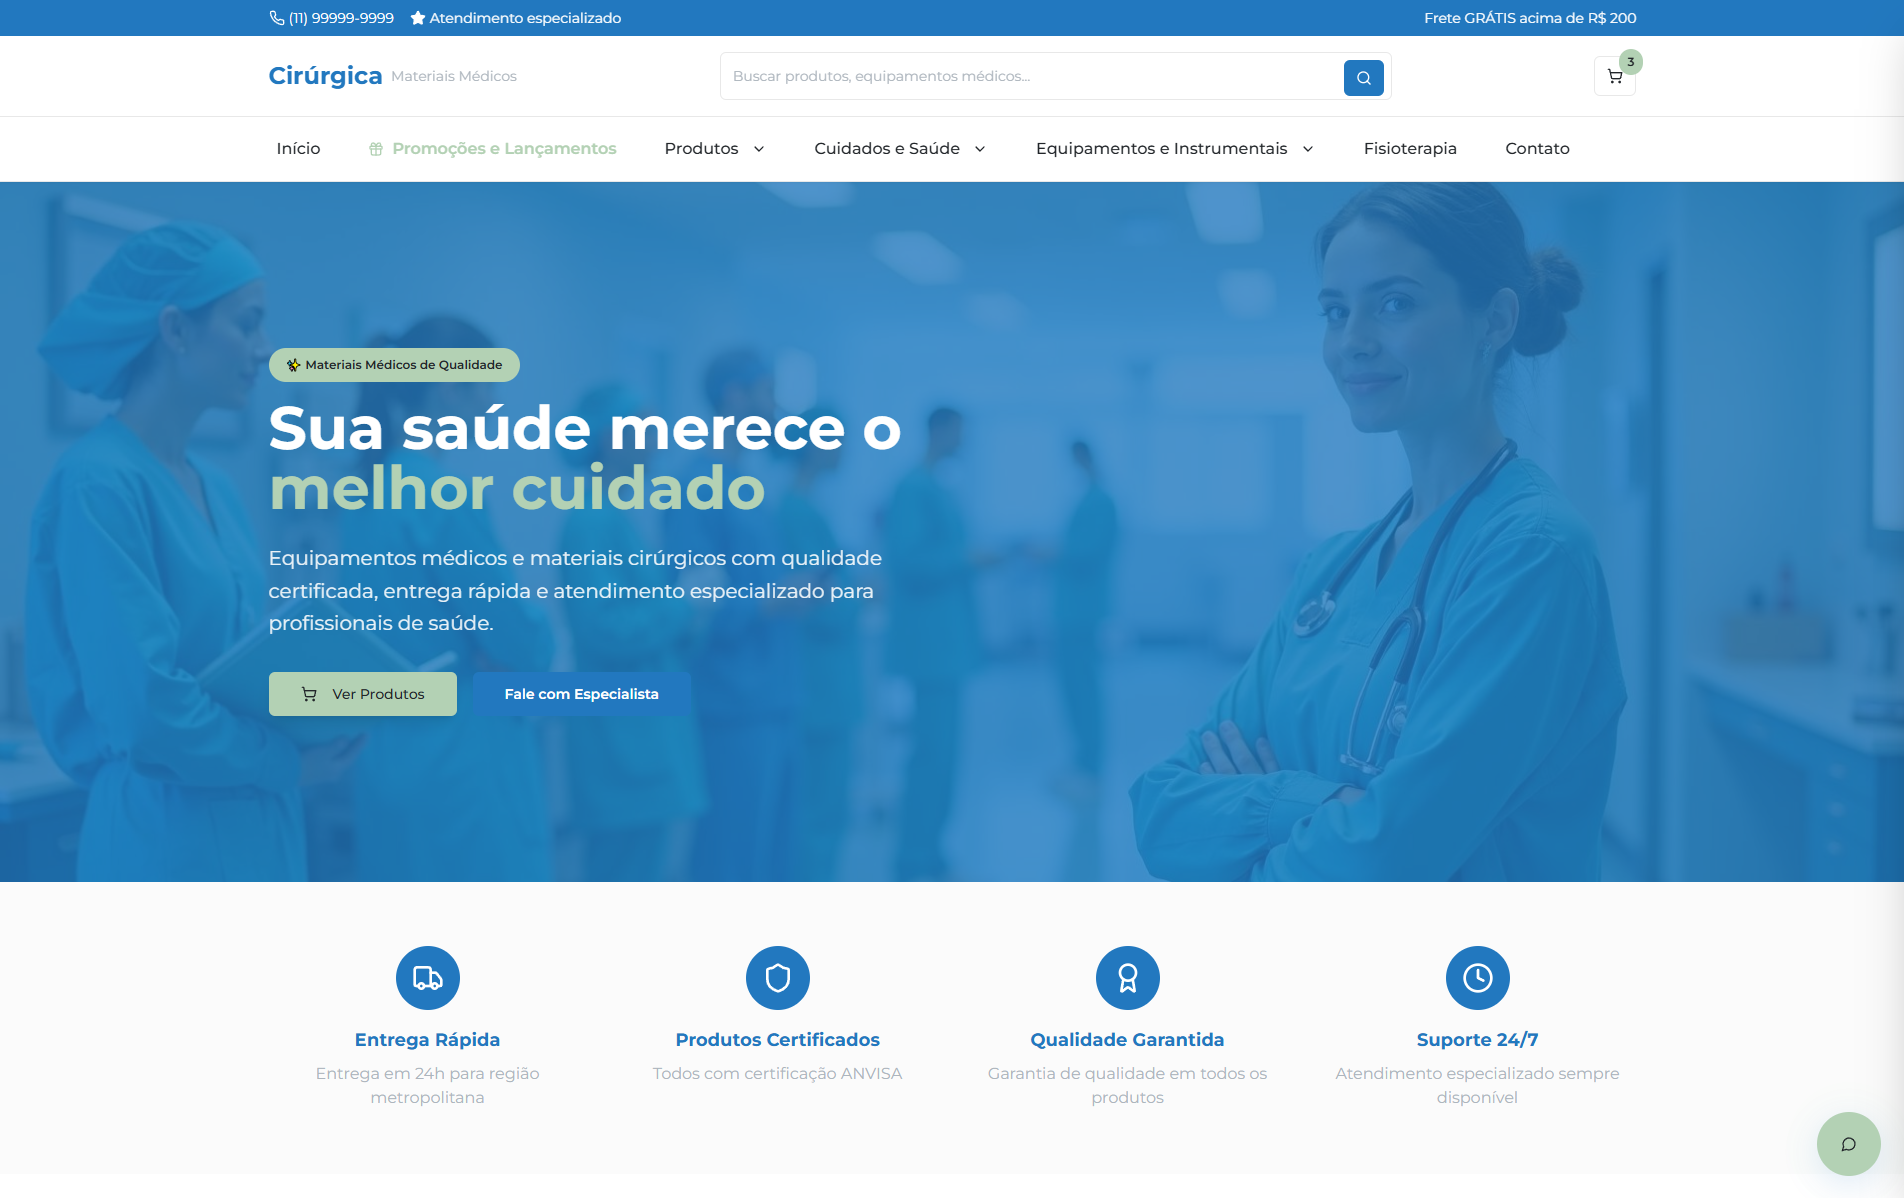 (11) 99999-9999
Atendimento especializado
Frete GRÁTIS acima de R$ 200
Cirúrgica Materiais Médicos
Buscar produtos, equipamentos médicos...
3
Início
Promoções e Lançamentos
Produtos
Cuidados e Saúde
Equipamentos e Instrumentais
Fisioterapia
Contato
✨ Materiais Médicos de Qualidade
Sua saúde merece o
melhor cuidado
Equipamentos médicos e materiais cirúrgicos com qualidade
certificada, entrega rápida e atendimento especializado para
profissionais de saúde.
Ver Produtos
Fale com Especialista
Entrega Rápida
Entrega em 24h para região
metropolitana
Produtos Certificados
Todos com certificação ANVISA
Qualidade Garantida
Garantia de qualidade em todos os
produtos
Suporte 24/7
Atendimento especializado sempre
disponível